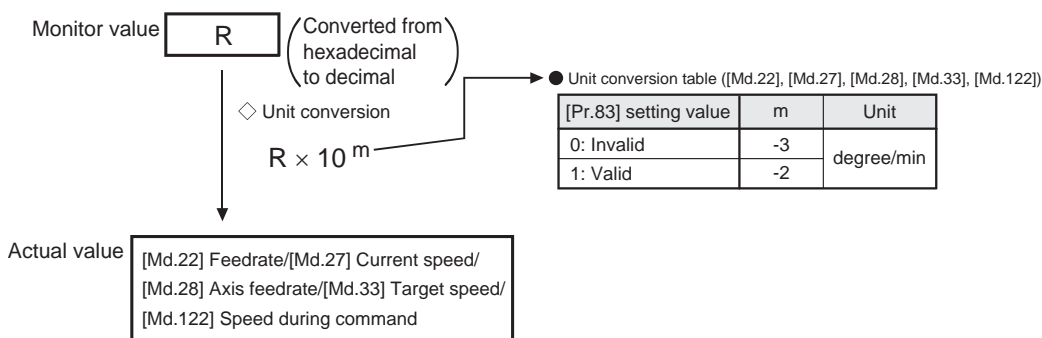 Monitor value
R
(Converted from
hexadecimal
to decimal)
● Unit conversion table ([Md.22], [Md.27], [Md.28], [Md.33], [Md.122])
◇ Unit conversion
R × 10 m
[Pr.83] setting value m Unit
0: Invalid -3 degree/min
1: Valid -2
Actual value
[Md.22] Feedrate/[Md.27] Current speed/
[Md.28] Axis feedrate/[Md.33] Target speed/
[Md.122] Speed during command